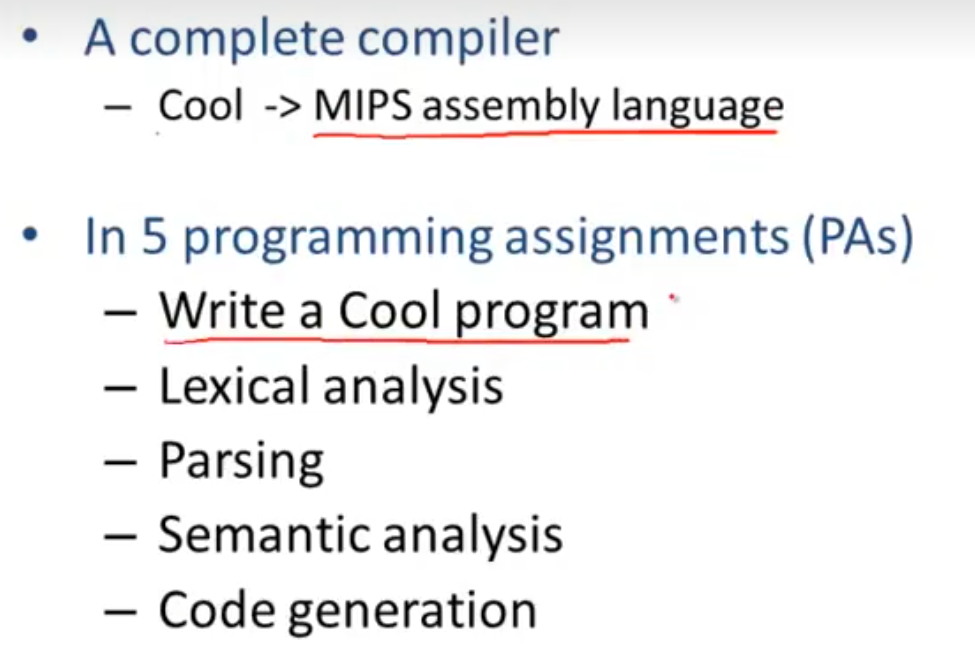 • A complete compiler
– Cool -> MIPS assembly language
• In 5 programming assignments (PAs)
– Write a Cool program
– Lexical analysis
– Parsing
– Semantic analysis
– Code generation